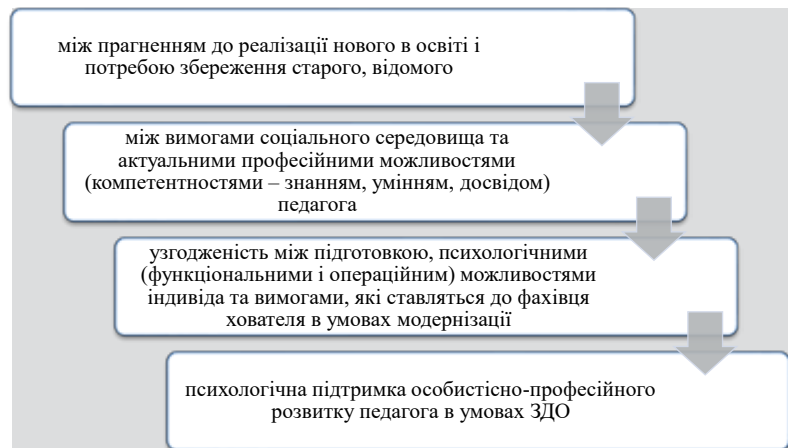 між прагненням до реалізації нового в освіті і
потребою збереження старого, відомого
між вимогами соціального середовища та
актуальними професійними можливостями
(компетентностями – знанням, умінням, досвідом)
педагога
узгодженість між підготовкою, психологічними
(функціональними і операційним) можливостями
індивіда та вимогами, які ставляться до фахівця
хователя в умовах модернізації
психологічна підтримка особистісно-професійного
розвитку педагога в умовах ЗДО